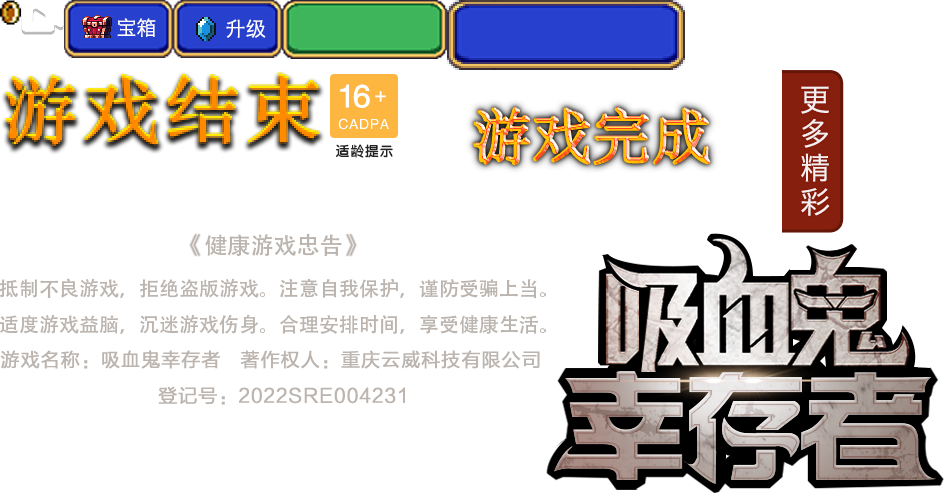 宝箱
升级
游戏结束
16+
CADPA
适龄提示
游戏完成
更多精彩
《健康游戏忠告》
抵制不良游戏，拒绝盗版游戏。注意自我保护，谨防受骗上当。
适度游戏益脑，沉迷游戏伤身。合理安排时间，享受健康生活。
游戏名称：吸血鬼幸存者 著作权人：重庆云威科技有限公司
登记号：2022SRE004231
吸血鬼
幸存者